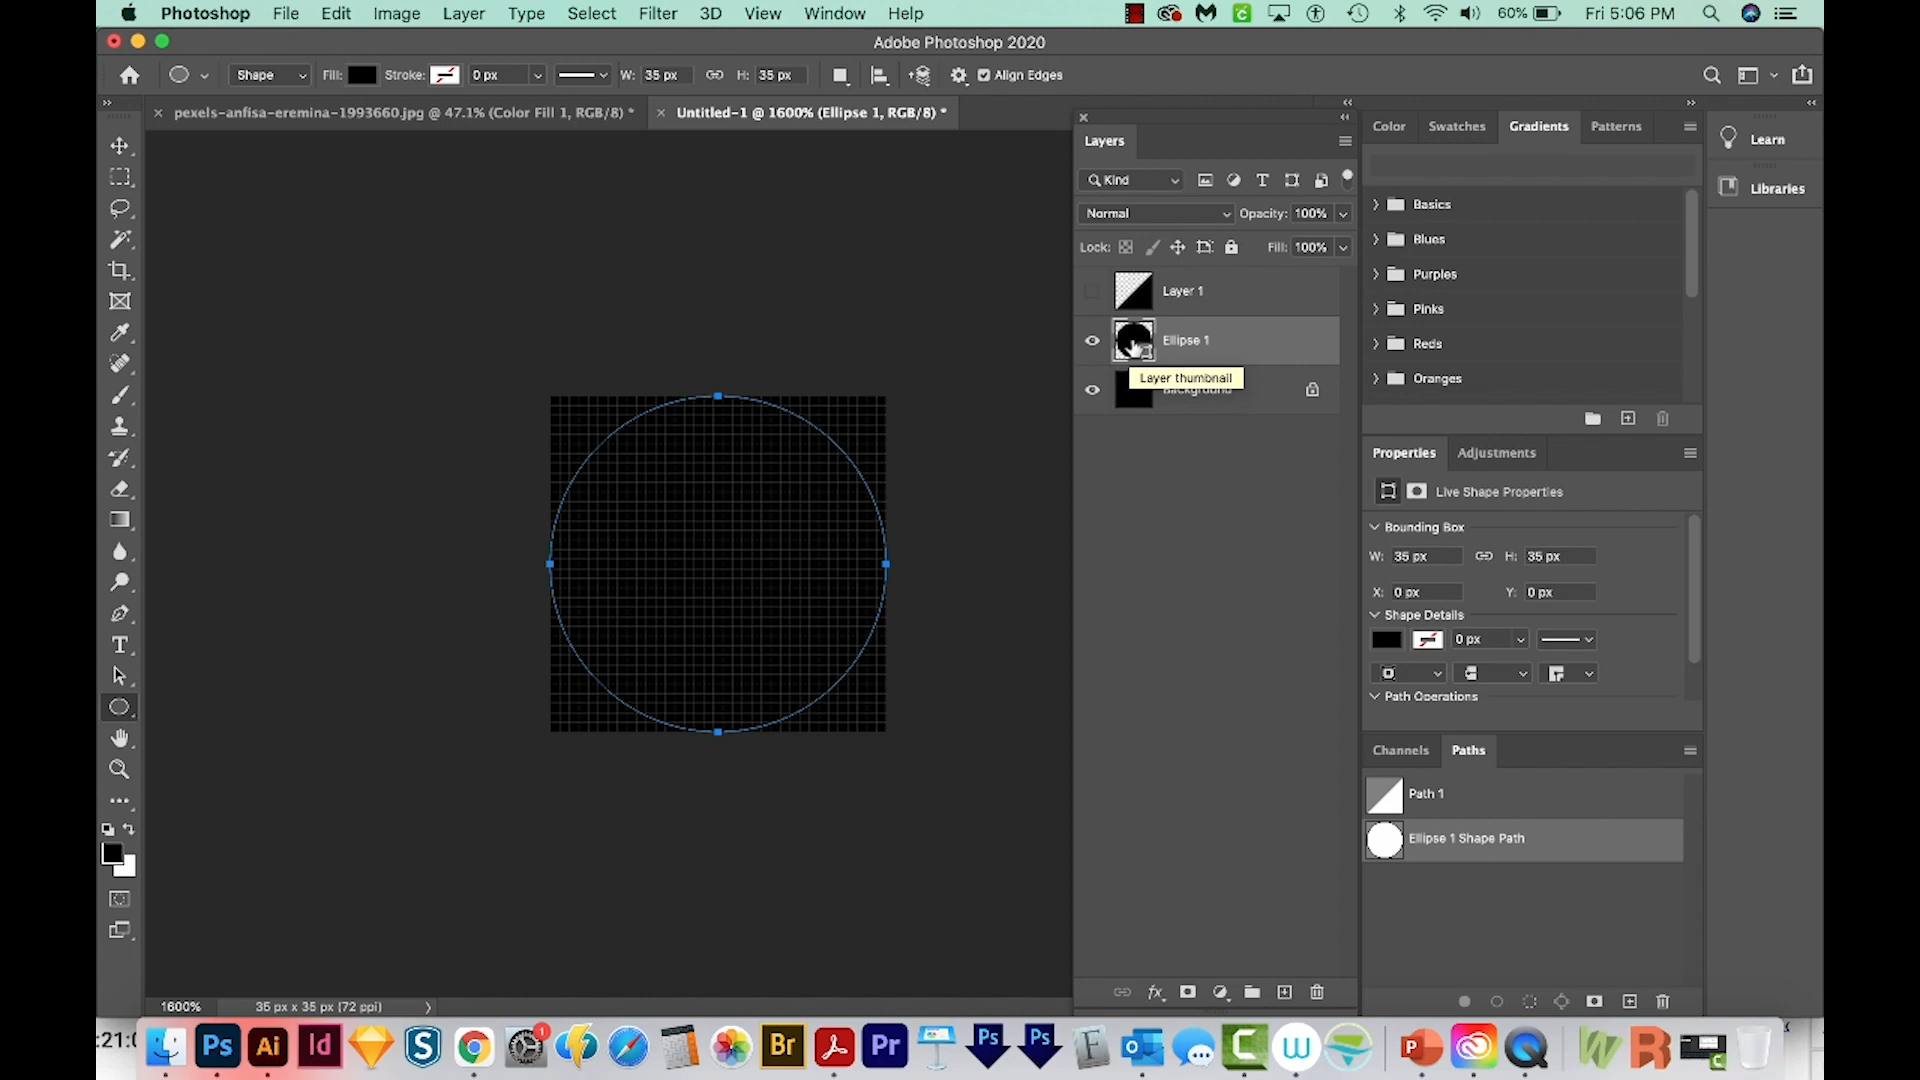 Photoshop File Edit Image Layer Type Select Filter 3D View Window Help 60% Fri 5:06 PM
Adobe Photoshop 2020
Shape Fill: Stroke: 0 px W: 35 px H: 35 px Align Edges
pexels-anfisa-eremina-1993660.jpg @ 47.1% (Color Fill 1, RGB/8) * Untitled-1 @ 1600% (Ellipse 1, RGB/8) *
Layers
Kind
Normal Opacity: 100%
Lock: Fill: 100%
Layer 1
Ellipse 1
Layer thumbnail
Background
Color Swatches Gradients Patterns
Basics
Blues
Purples
Pinks
Reds
Oranges
Learn
Libraries
Properties Adjustments
Live Shape Properties
Bounding Box
W: 35 px H: 35 px
X: 0 px Y: 0 px
Shape Details
0 px
Path Operations
Channels Paths
Path 1
Ellipse 1 Shape Path
1600% 35 px x 35 px (72 ppi)
:21:0 Ps Ai Id S 1 Br Pr Ps Ps F C W P W R C